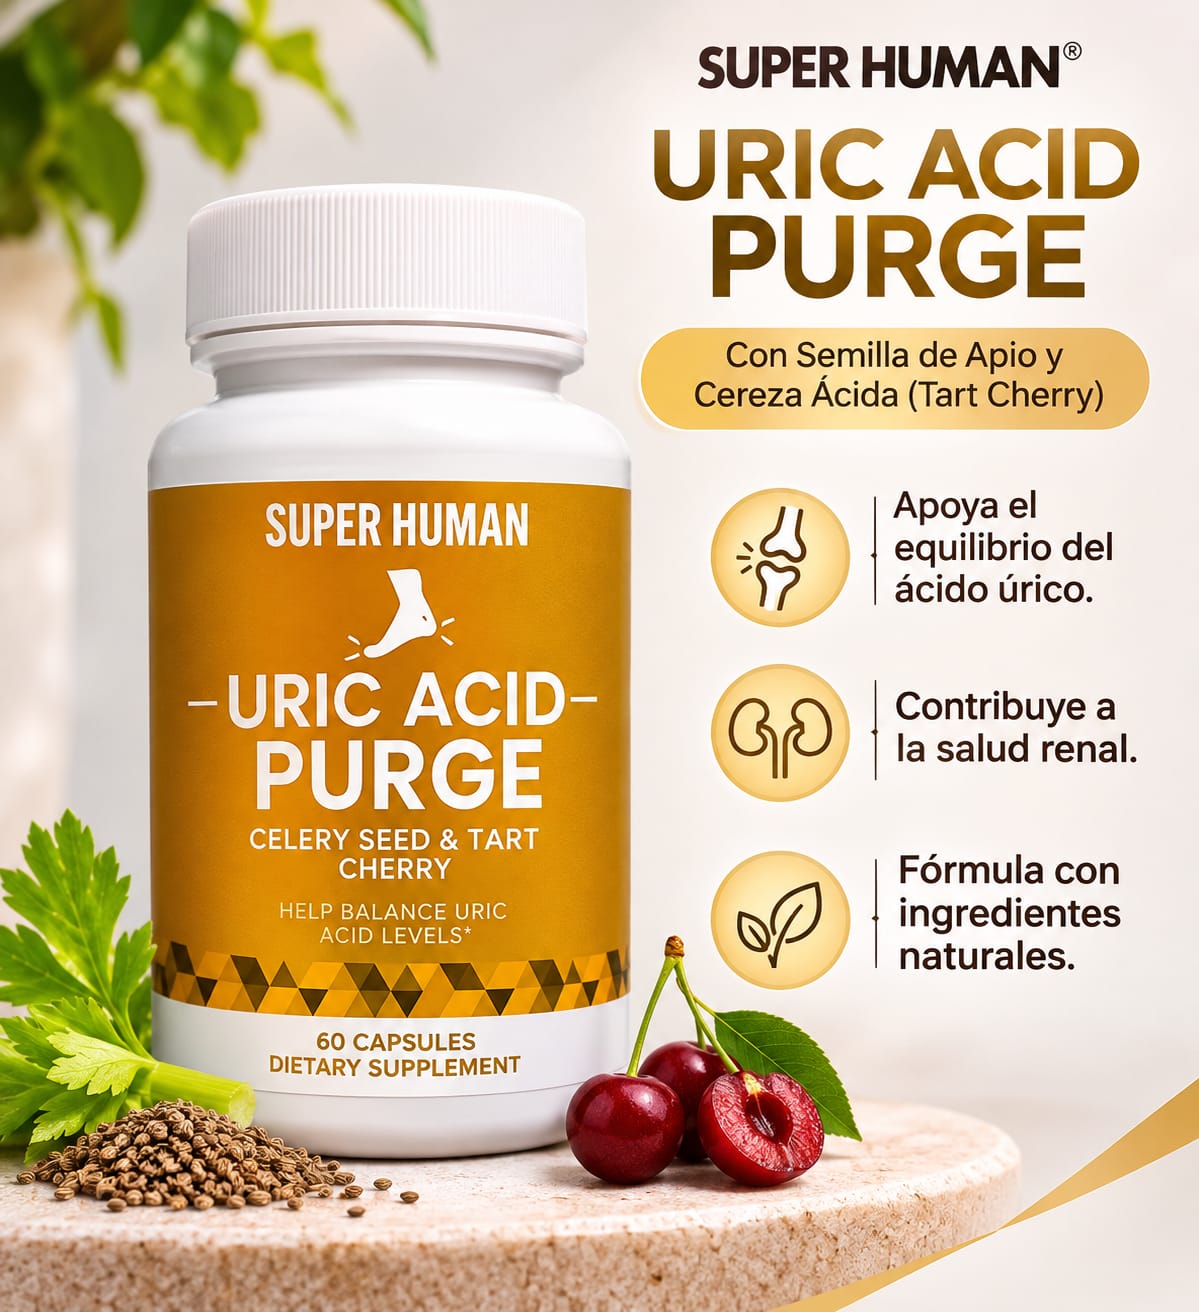 SUPER HUMAN®
URIC ACID
PURGE
Con Semilla de Apio y
Cereza Ácida (Tart Cherry)
Apoya el
equilibrio del
ácido úrico.
Contribuye a
la salud renal.
Fórmula con
ingredientes
naturales.
SUPER HUMAN
URIC ACID
PURGE
CELERY SEED & TART
CHERRY
HELP BALANCE URIC
ACID LEVELS*
60 CAPSULES
DIETARY SUPPLEMENT